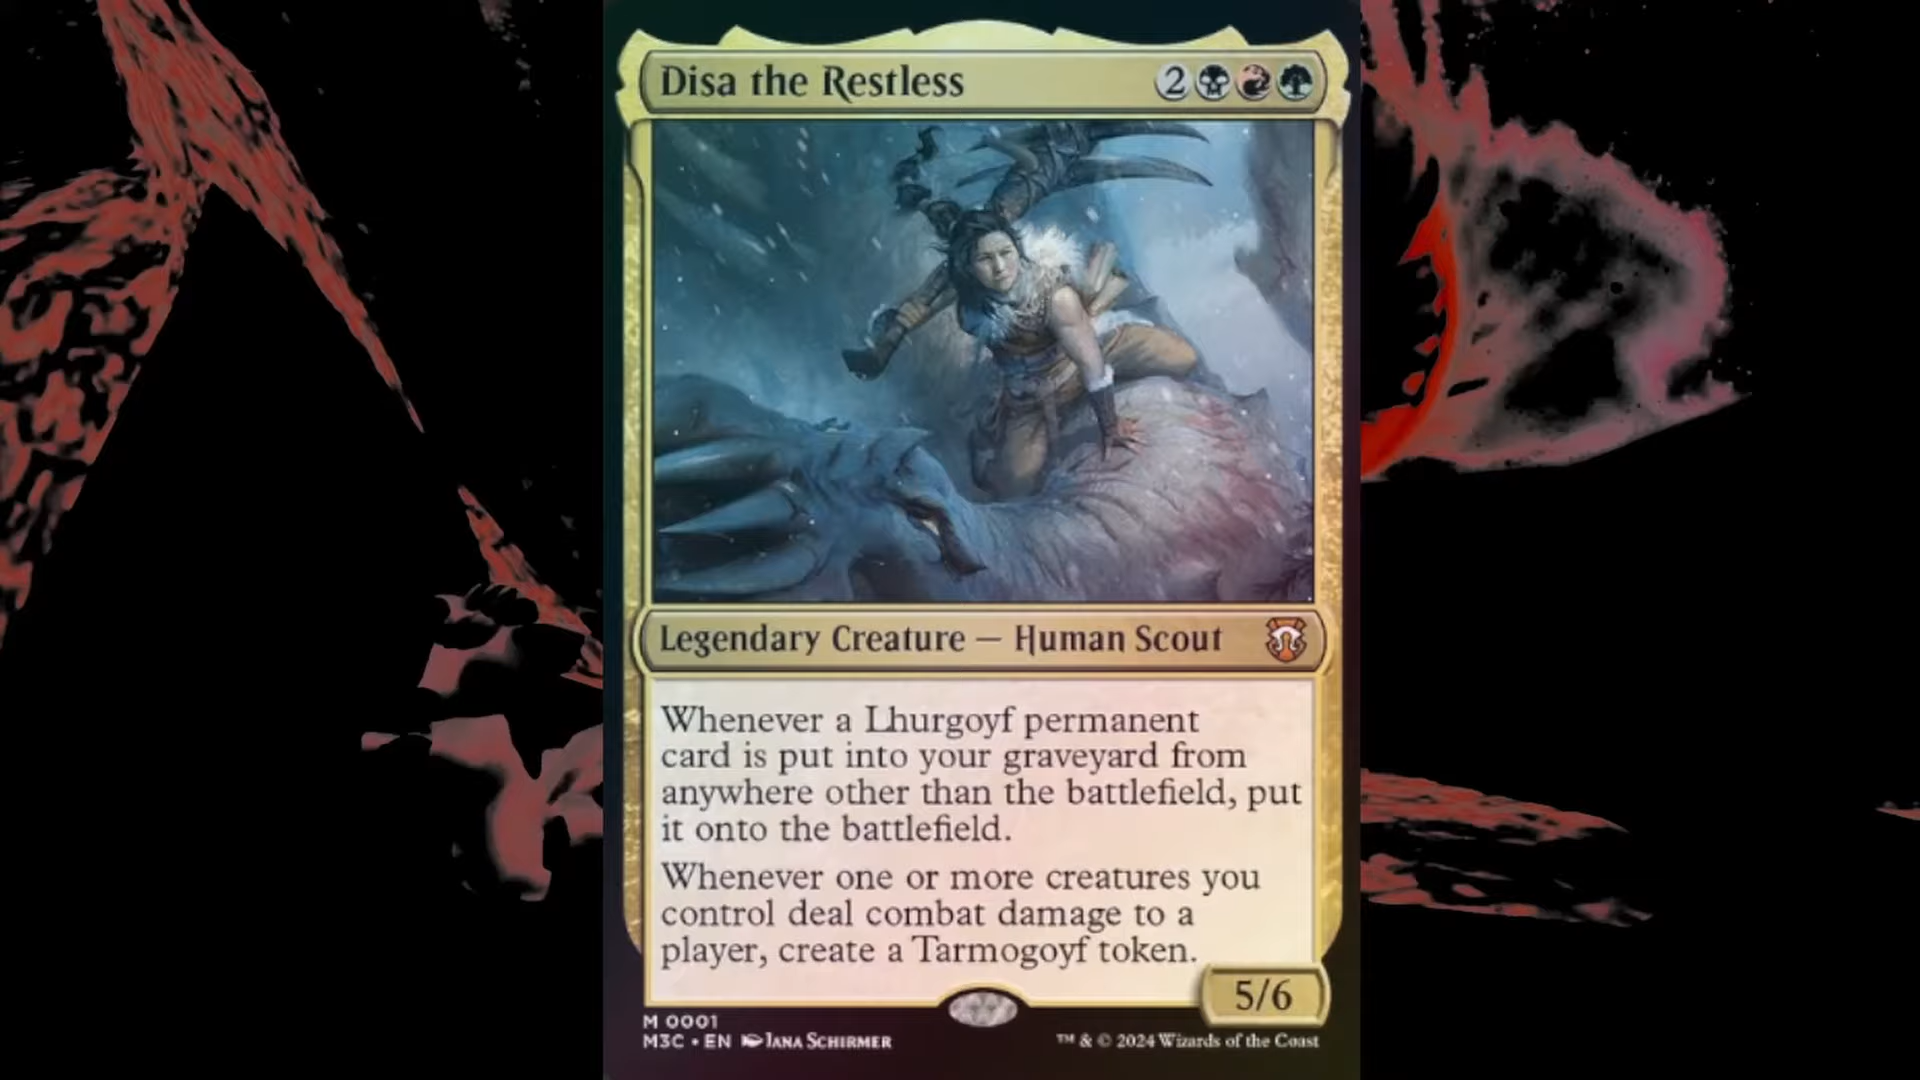 Disa the Restless
2
Legendary Creature — Human Scout
Whenever a Lhurgoyf permanent
card is put into your graveyard from
anywhere other than the battlefield, put
it onto the battlefield.
Whenever one or more creatures you
control deal combat damage to a
player, create a Tarmogoyf token.
5/6
M 0001
M3C • EN Jana Schirmer
™ & © 2024 Wizards of the Coast